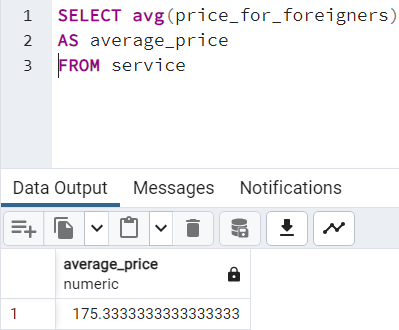 1 SELECT avg(price_for_foreigners)
2 AS average_price
3 FROM service
Data Output Messages Notifications
average_price
numeric
1 175.3333333333333333